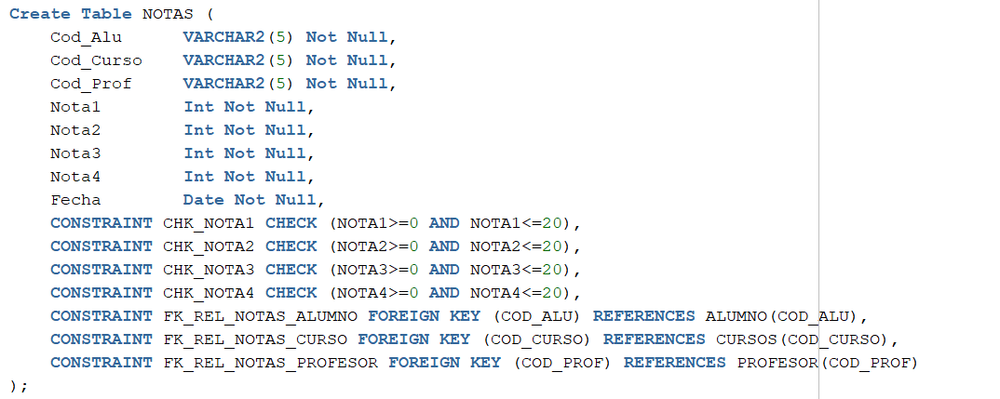 Create Table NOTAS (
    Cod_Alu      VARCHAR2(5) Not Null,
    Cod_Curso    VARCHAR2(5) Not Null,
    Cod_Prof     VARCHAR2(5) Not Null,
    Nota1        Int Not Null,
    Nota2        Int Not Null,
    Nota3        Int Not Null,
    Nota4        Int Not Null,
    Fecha        Date Not Null,
    CONSTRAINT CHK_NOTA1 CHECK (NOTA1>=0 AND NOTA1<=20),
    CONSTRAINT CHK_NOTA2 CHECK (NOTA2>=0 AND NOTA2<=20),
    CONSTRAINT CHK_NOTA3 CHECK (NOTA3>=0 AND NOTA3<=20),
    CONSTRAINT CHK_NOTA4 CHECK (NOTA4>=0 AND NOTA4<=20),
    CONSTRAINT FK_REL_NOTAS_ALUMNO FOREIGN KEY (COD_ALU) REFERENCES ALUMNO(COD_ALU),
    CONSTRAINT FK_REL_NOTAS_CURSO FOREIGN KEY (COD_CURSO) REFERENCES CURSOS(COD_CURSO),
    CONSTRAINT FK_REL_NOTAS_PROFESOR FOREIGN KEY (COD_PROF) REFERENCES PROFESOR(COD_PROF)
);